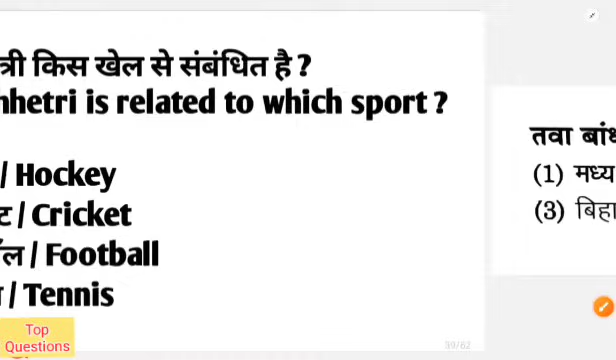 त्री किस खेल से संबंधित है ?
hhetri is related to which sport ?
/ Hockey
ट / Cricket
ॉल / Football
/ Tennis
Top
Questions
39/62
तवा बांध
(1) मध्य
(3) बिहा